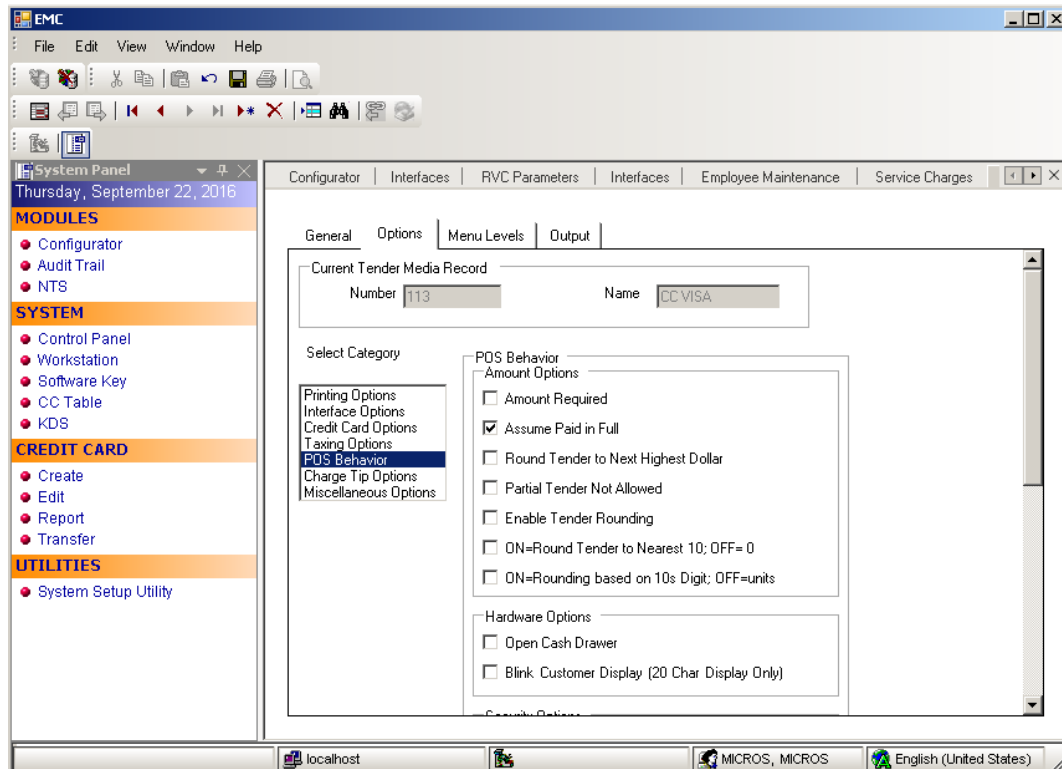 EMC
File Edit View Window Help
System Panel
Thursday, September 22, 2016
MODULES
Configurator
Audit Trail
NTS
SYSTEM
Control Panel
Workstation
Software Key
CC Table
KDS
CREDIT CARD
Create
Edit
Report
Transfer
UTILITIES
System Setup Utility
Configurator | Interfaces | RVC Parameters | Interfaces | Employee Maintenance | Service Charges
General Options Menu Levels Output
Current Tender Media Record
Number 113 Name CC VISA
Select Category
Printing Options
Interface Options
Credit Card Options
Taxing Options
POS Behavior
Charge Tip Options
Miscellaneous Options
POS Behavior
Amount Options
Amount Required
Assume Paid in Full
Round Tender to Next Highest Dollar
Partial Tender Not Allowed
Enable Tender Rounding
ON=Round Tender to Nearest 10; OFF= 0
ON=Rounding based on 10s Digit; OFF=units
Hardware Options
Open Cash Drawer
Blink Customer Display (20 Char Display Only)
Security Options
localhost MICROS, MICROS English (United States)